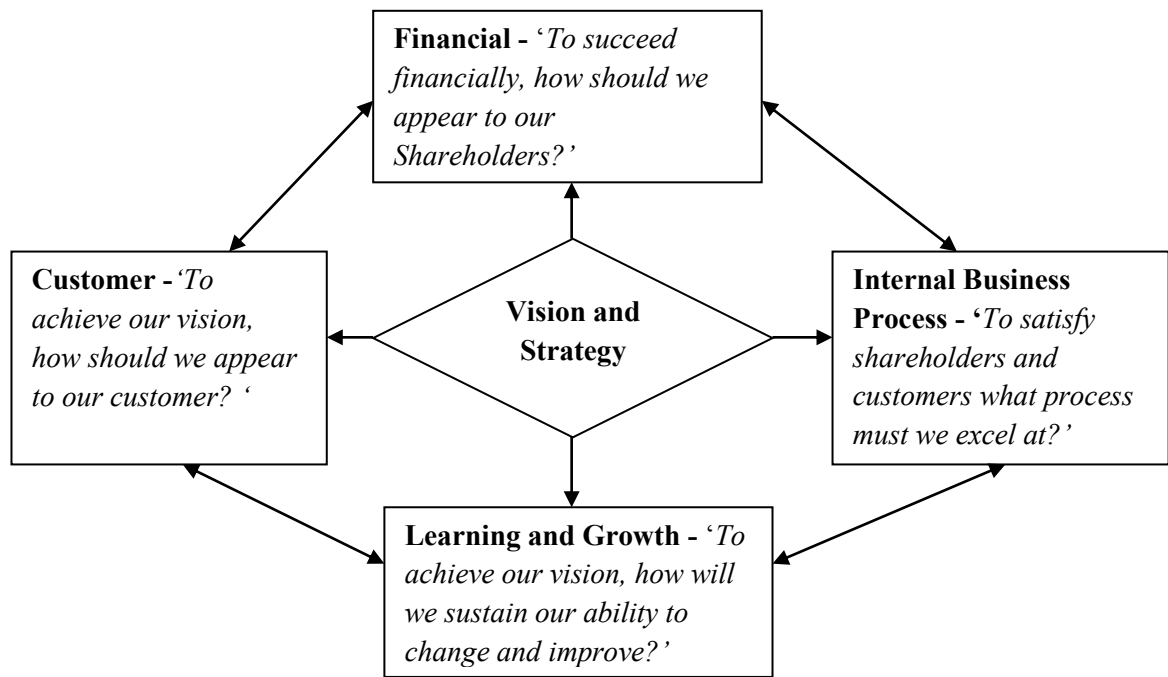 Financial - ‘To succeed
financially, how should we
appear to our
Shareholders?’
Customer -‘To
achieve our vision,
how should we appear
to our customer? ‘
Vision and
Strategy
Internal Business
Process - ‘To satisfy
shareholders and
customers what process
must we excel at?’
Learning and Growth - ‘To
achieve our vision, how will
we sustain our ability to
change and improve?’